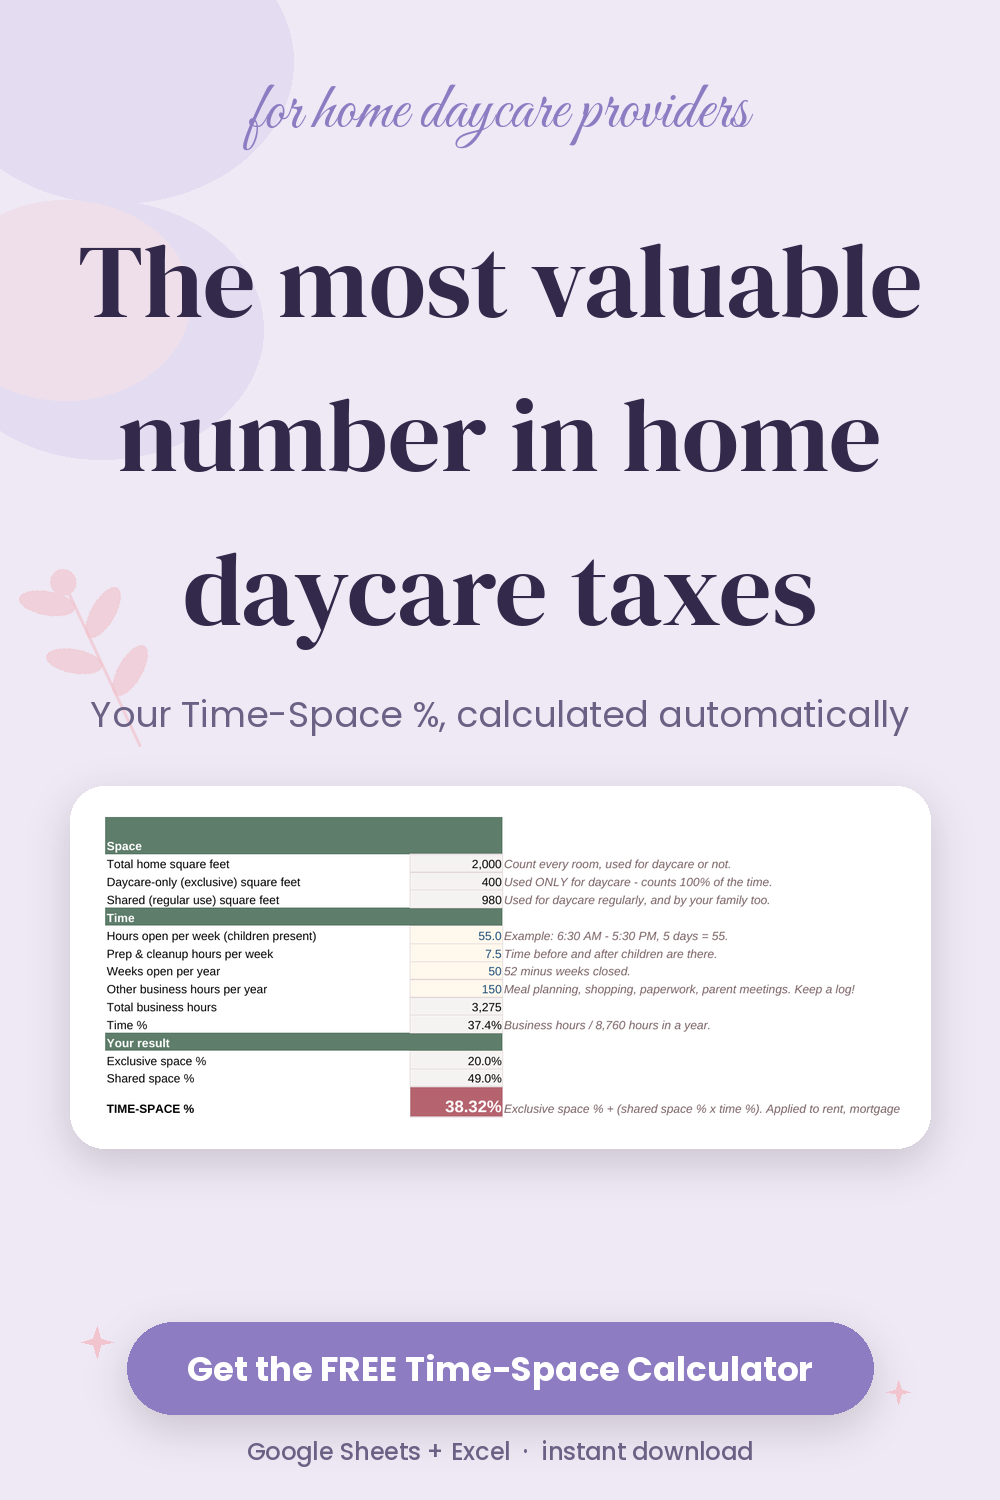 for home daycare providers
The most valuable
number in home
daycare taxes
Your Time-Space %, calculated automatically
Space
Total home square feet 2,000 Count every room, used for daycare or not.
Daycare-only (exclusive) square feet 400 Used ONLY for daycare - counts 100% of the time.
Shared (regular use) square feet 980 Used for daycare regularly, and by your family too.
Time
Hours open per week (children present) 55.0 Example: 6:30 AM - 5:30 PM, 5 days = 55.
Prep & cleanup hours per week 7.5 Time before and after children are there.
Weeks open per year 50 52 minus weeks closed.
Other business hours per year 150 Meal planning, shopping, paperwork, parent meetings. Keep a log!
Total business hours 3,275
Time % 37.4% Business hours / 8,760 hours in a year.
Your result
Exclusive space % 20.0%
Shared space % 49.0%
TIME-SPACE % 38.32% Exclusive space % + (shared space % x time %). Applied to rent, mortgage
Get the FREE Time-Space Calculator
Google Sheets + Excel · instant download